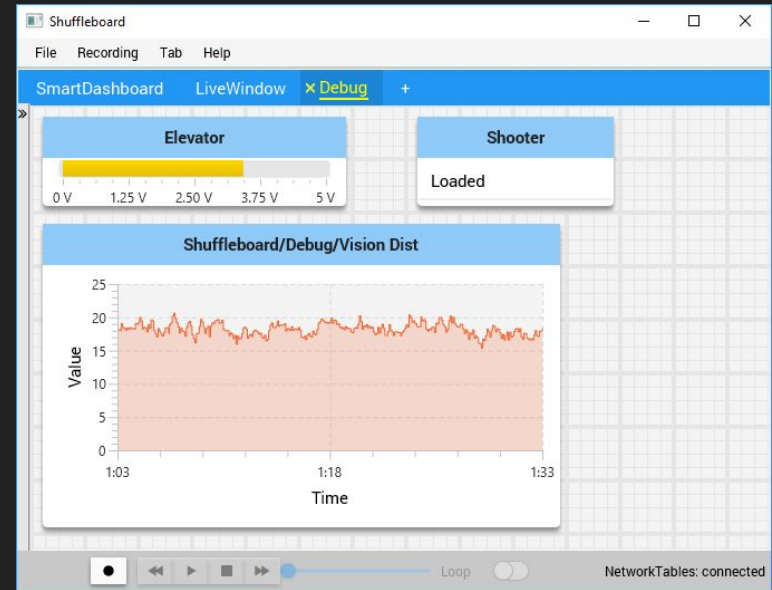 Shuffleboard
File Recording Tab Help
SmartDashboard LiveWindow × Debug +
»
Elevator
0 V 1.25 V 2.50 V 3.75 V 5 V
Shooter
Loaded
Shuffleboard/Debug/Vision Dist
25
20
15
10
5
0
Value
1:03 1:18 1:33
Time
Loop NetworkTables: connected